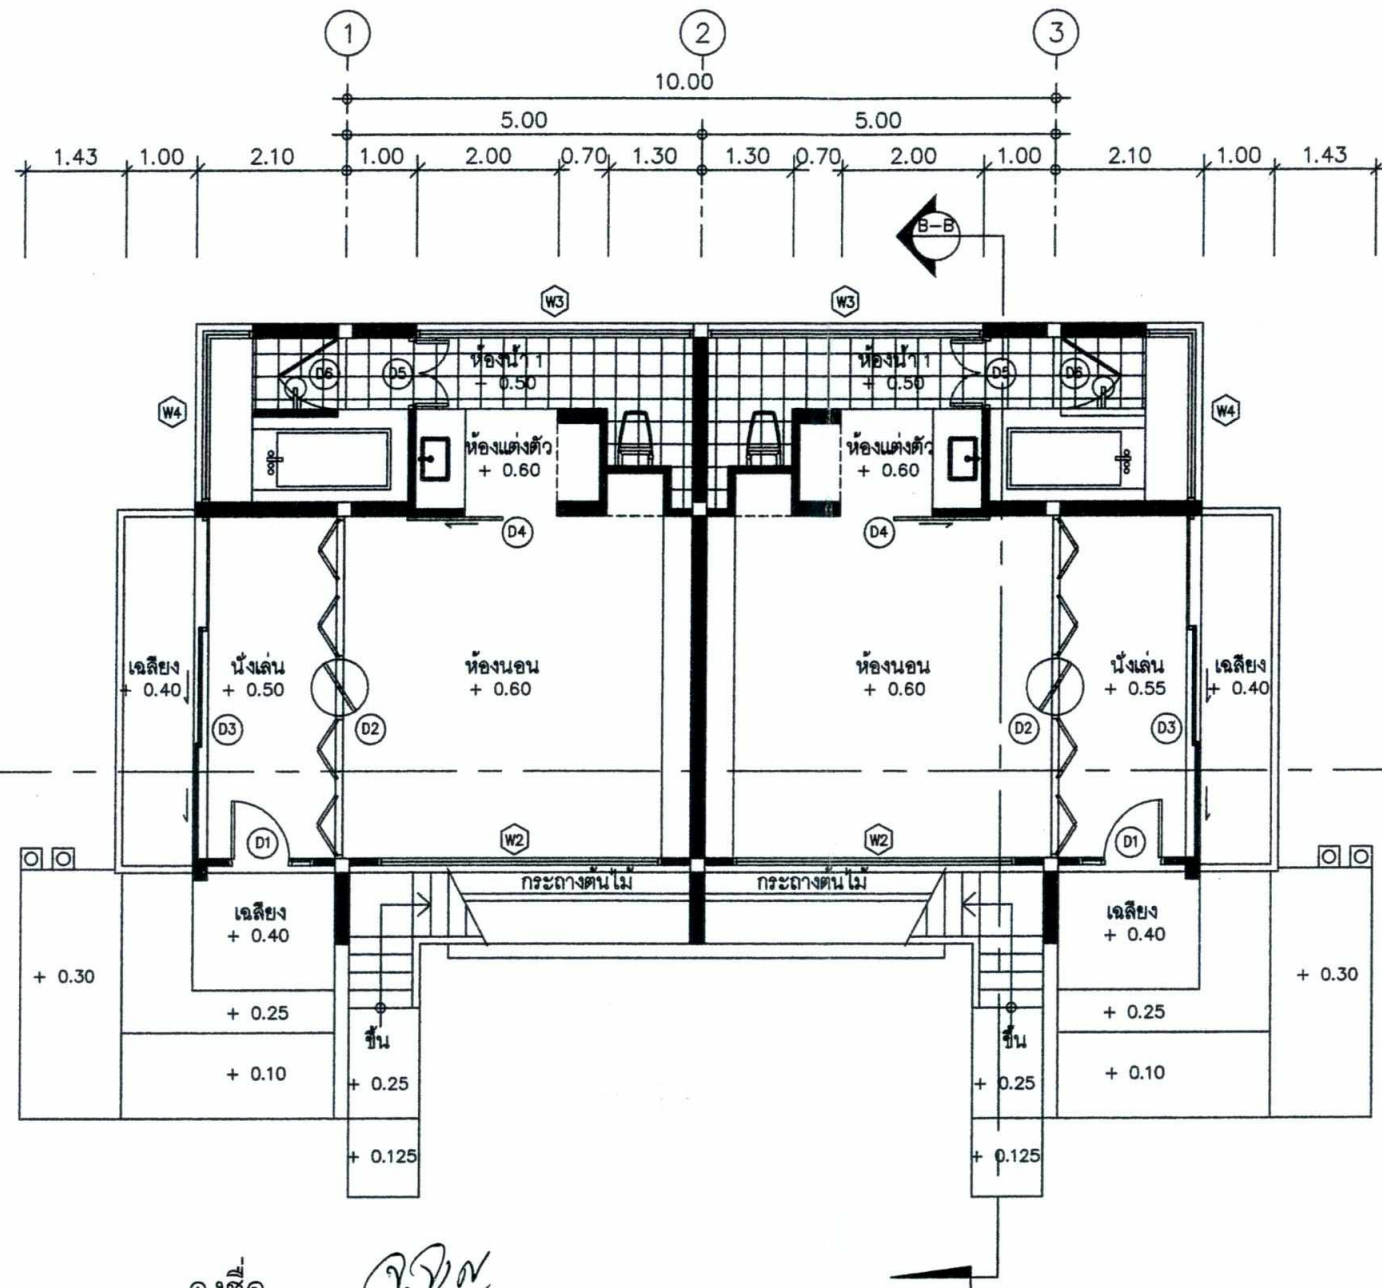 1 2 3
10.00
5.00 5.00
1.43 1.00 2.10 1.00 2.00 0.70 1.30 1.30 0.70 2.00 1.00 2.10 1.00 1.43
B-B
W3 W3
ห้องน้ำ 1 ห้องน้ำ 1
D6 D5 + 0.50 + 0.50 D5 D6
W4 W4
ห้องแต่งตัว ห้องแต่งตัว
+ 0.60 + 0.60
D4 D4
เฉลียง นั่งเล่น ห้องนอน ห้องนอน นั่งเล่น เฉลียง
+ 0.40 + 0.50 + 0.60 + 0.60 + 0.55 + 0.40
D3 D2 D2 D3
D1 W2 W2 D1
กระถางต้นไม้ กระถางต้นไม้
เฉลียง เฉลียง
+ 0.40 + 0.40
+ 0.30 + 0.30
+ 0.25 + 0.25
ขึ้น ขึ้น
+ 0.10 + 0.25 + 0.25 + 0.10
+ 0.125 + 0.125